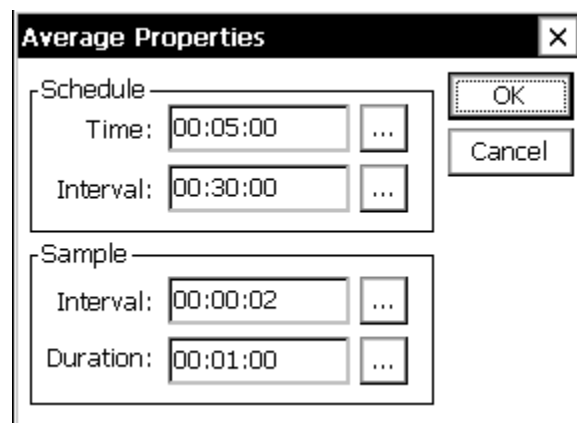 Average Properties
Schedule
Time: 00:05:00 ...
Interval: 00:30:00 ...
Sample
Interval: 00:00:02 ...
Duration: 00:01:00 ...
OK
Cancel